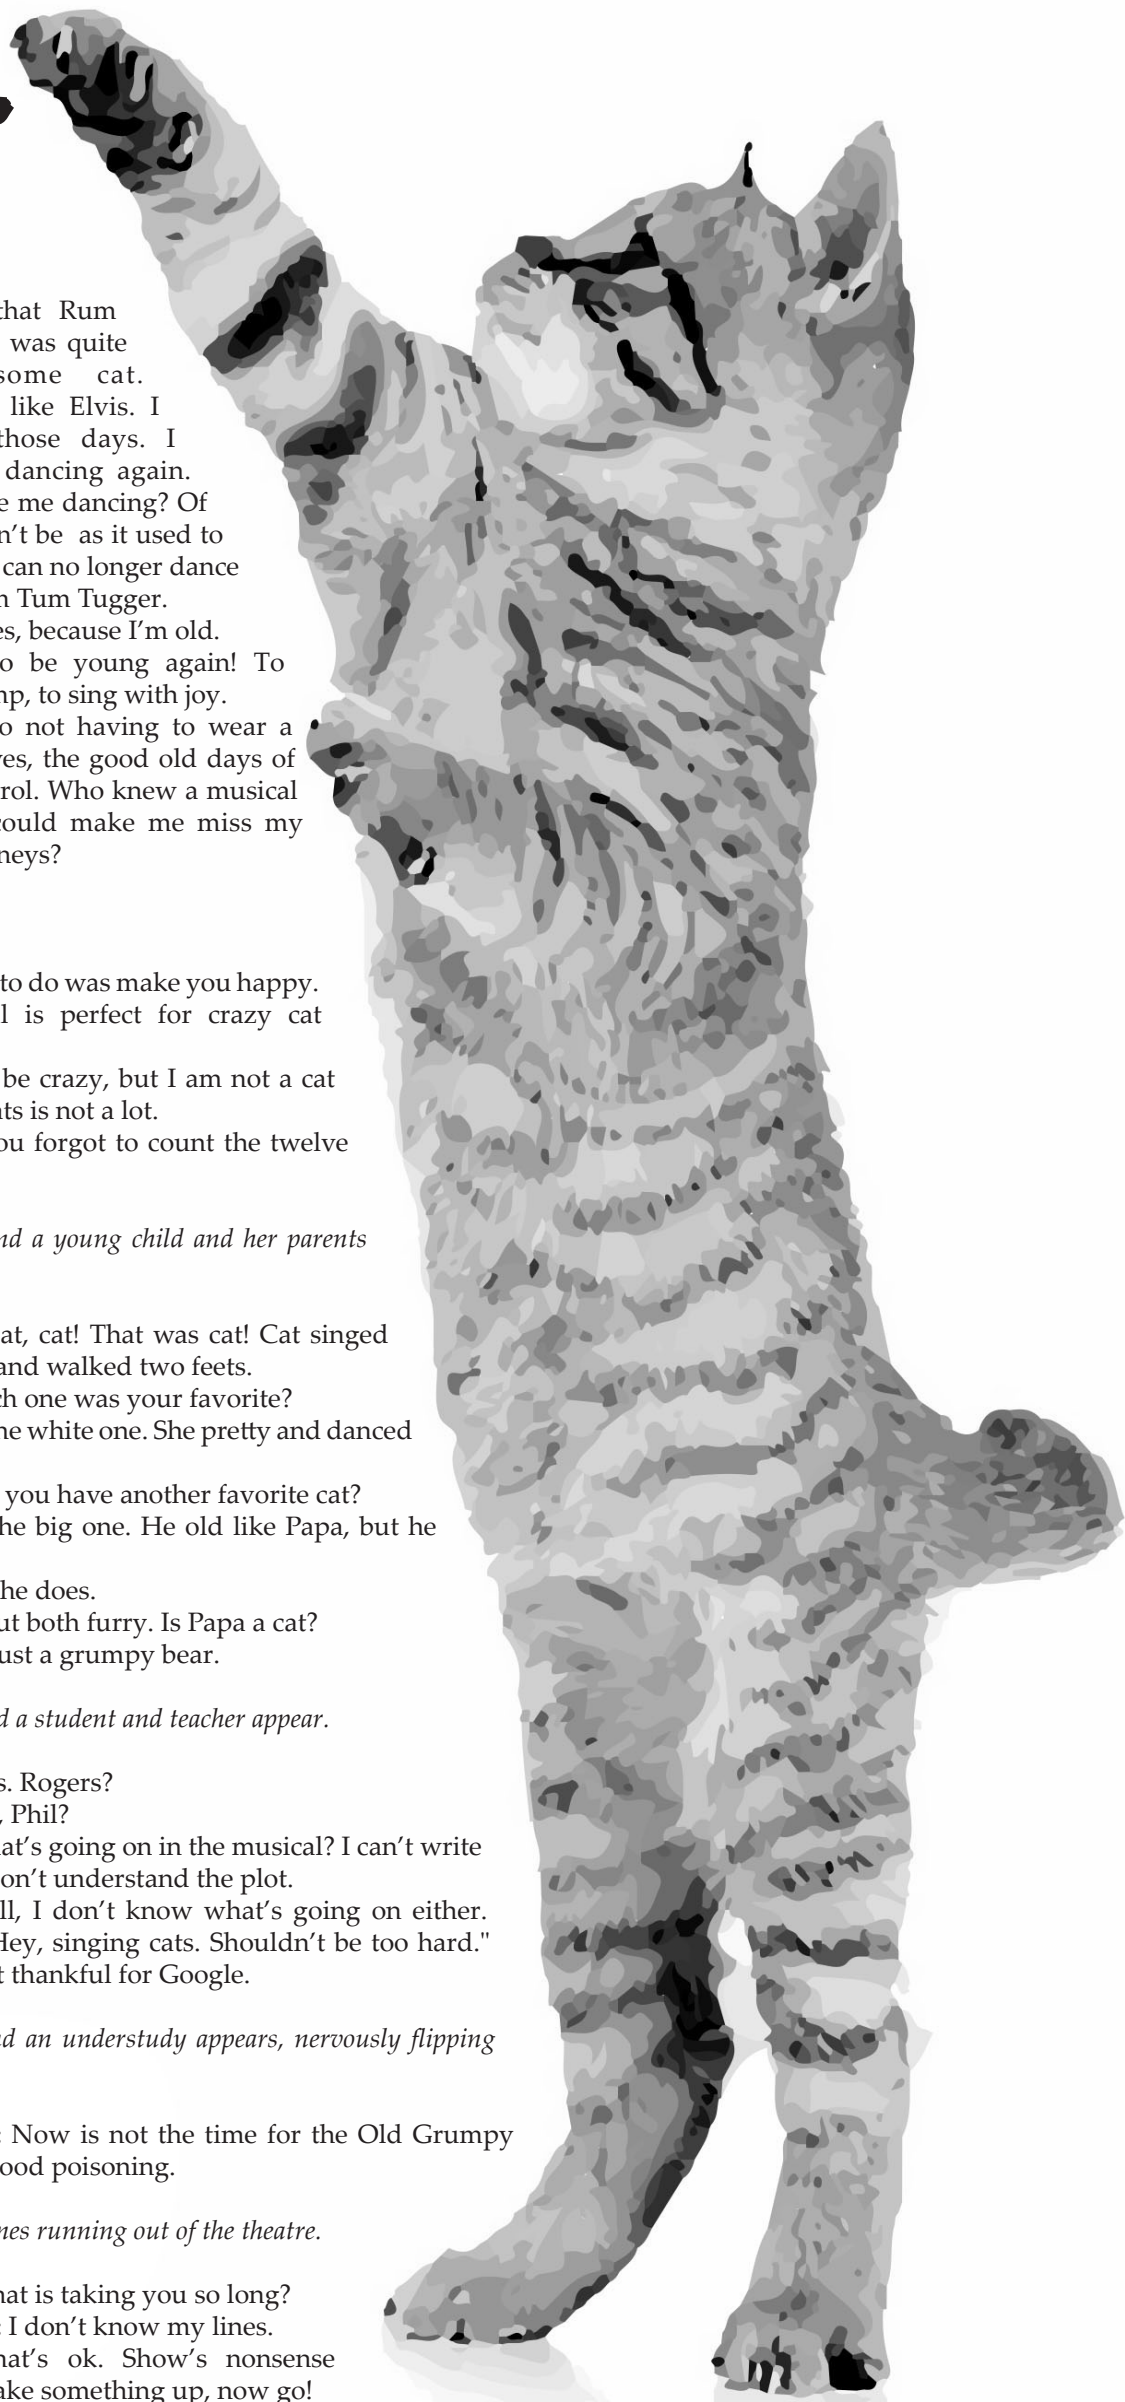 that Rum
was quite
some cat.
like Elvis. I
those days. I
dancing again.
e me dancing? Of
n't be as it used to
can no longer dance
m Tum Tugger.
es, because I'm old.
o be young again! To
mp, to sing with joy.
o not having to wear a
yes, the good old days of
rol. Who knew a musical
could make me miss my
neys?
to do was make you happy.
l is perfect for crazy cat
be crazy, but I am not a cat
ats is not a lot.
ou forgot to count the twelve
nd a young child and her parents
at, cat! That was cat! Cat singed
and walked two feets.
ch one was your favorite?
he white one. She pretty and danced
you have another favorite cat?
he big one. He old like Papa, but he
he does.
ut both furry. Is Papa a cat?
ust a grumpy bear.
d a student and teacher appear.
s. Rogers?
, Phil?
hat's going on in the musical? I can't write
on't understand the plot.
ll, I don't know what's going on either.
Hey, singing cats. Shouldn't be too hard."
t thankful for Google.
nd an understudy appears, nervously flipping
: Now is not the time for the Old Grumpy
ood poisoning.
nes running out of the theatre.
hat is taking you so long?
: I don't know my lines.
hat's ok. Show's nonsense
ake something up, now go!